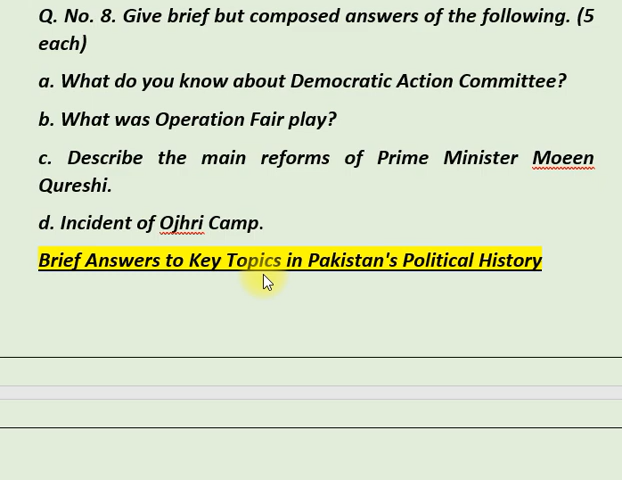 Q. No. 8. Give brief but composed answers of the following. (5
each)
a. What do you know about Democratic Action Committee?
b. What was Operation Fair play?
c. Describe the main reforms of Prime Minister Moeen
Qureshi.
d. Incident of Ojhri Camp.
Brief Answers to Key Topics in Pakistan's Political History